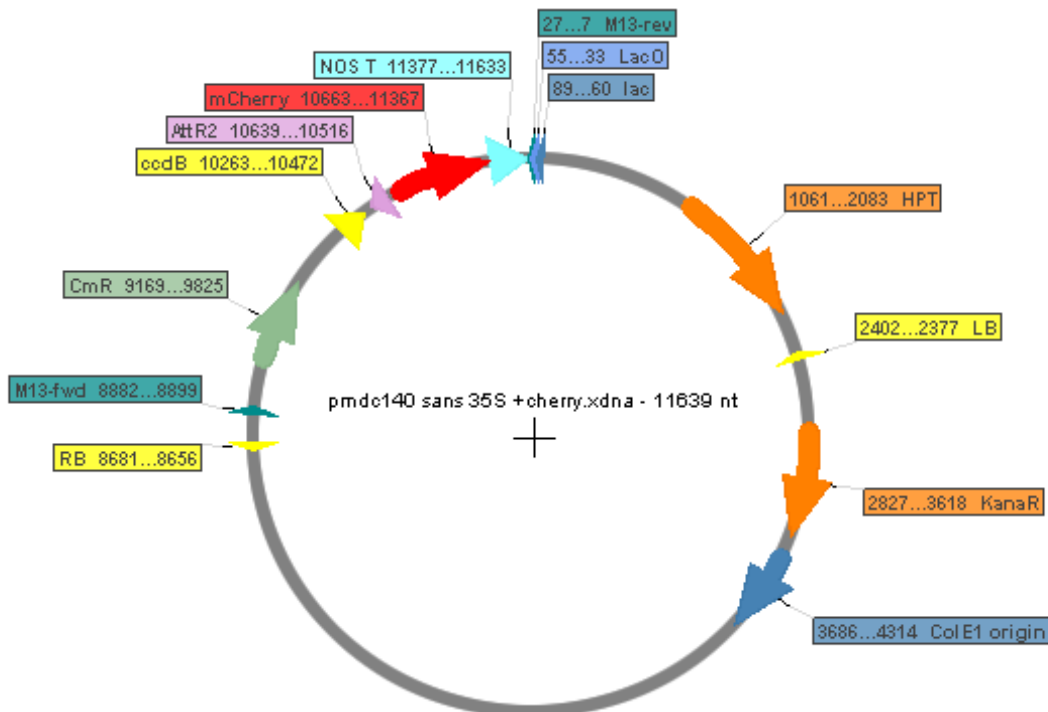 27...7 M13-rev
55...33 LacO
89...60 lac
NOS T 11377...11633
mCherry 10663...11367
AttR2 10639...10516
ccdB 10263...10472
1061...2083 HPT
CmR 9169...9825
2402...2377 LB
M13-fwd 8882...8899
pmdc140 sans 35S +cherry.xdna - 11639 nt
RB 8681...8656
2827...3618 KanaR
3686...4314 ColE1 origin